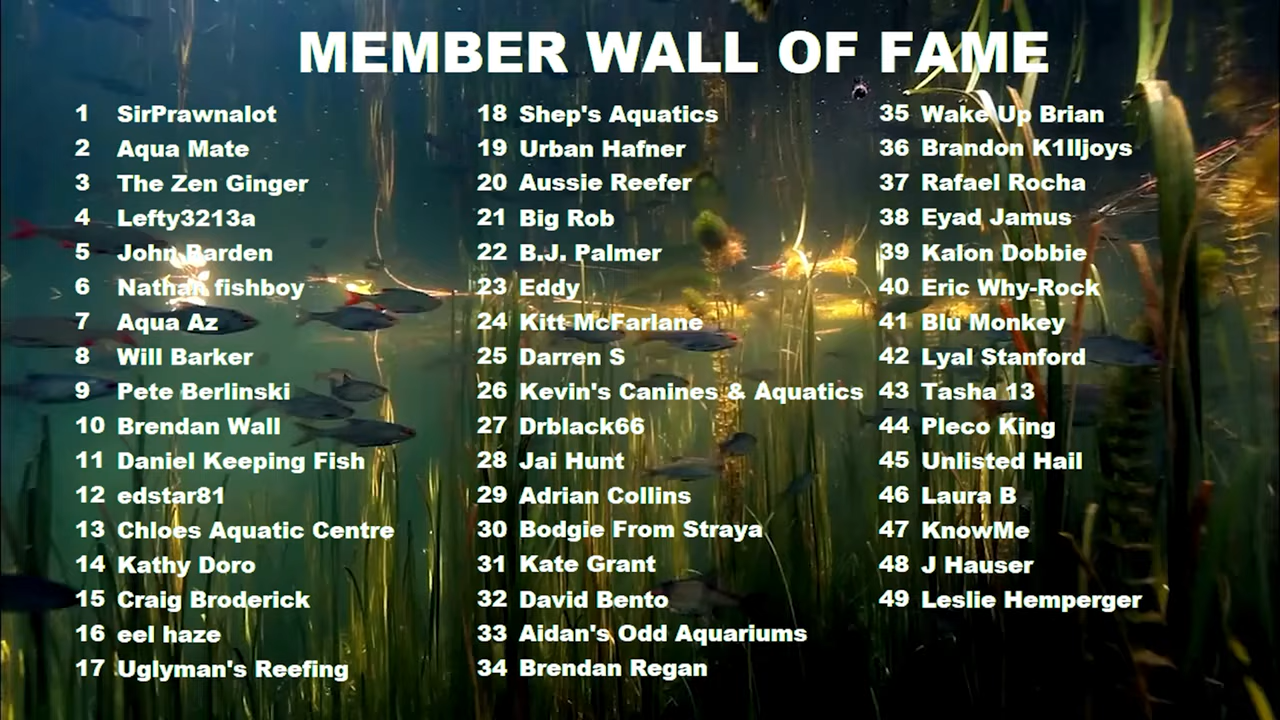 MEMBER WALL OF FAME
1 SirPrawnalot
2 Aqua Mate
3 The Zen Ginger
4 Lefty3213a
5 John Barden
6 Nathan fishboy
7 Aqua Az
8 Will Barker
9 Pete Berlinski
10 Brendan Wall
11 Daniel Keeping Fish
12 edstar81
13 Chloes Aquatic Centre
14 Kathy Doro
15 Craig Broderick
16 eel haze
17 Uglyman's Reefing
18 Shep's Aquatics
19 Urban Hafner
20 Aussie Reefer
21 Big Rob
22 B.J. Palmer
23 Eddy
24 Kitt McFarlane
25 Darren S
26 Kevin's Canines & Aquatics
27 Drblack66
28 Jai Hunt
29 Adrian Collins
30 Bodgie From Straya
31 Kate Grant
32 David Bento
33 Aidan's Odd Aquariums
34 Brendan Regan
35 Wake Up Brian
36 Brandon K1lljoys
37 Rafael Rocha
38 Eyad Jamus
39 Kalon Dobbie
40 Eric Why-Rock
41 Blu Monkey
42 Lyal Stanford
43 Tasha 13
44 Pleco King
45 Unlisted Hail
46 Laura B
47 KnowMe
48 J Hauser
49 Leslie Hemperger